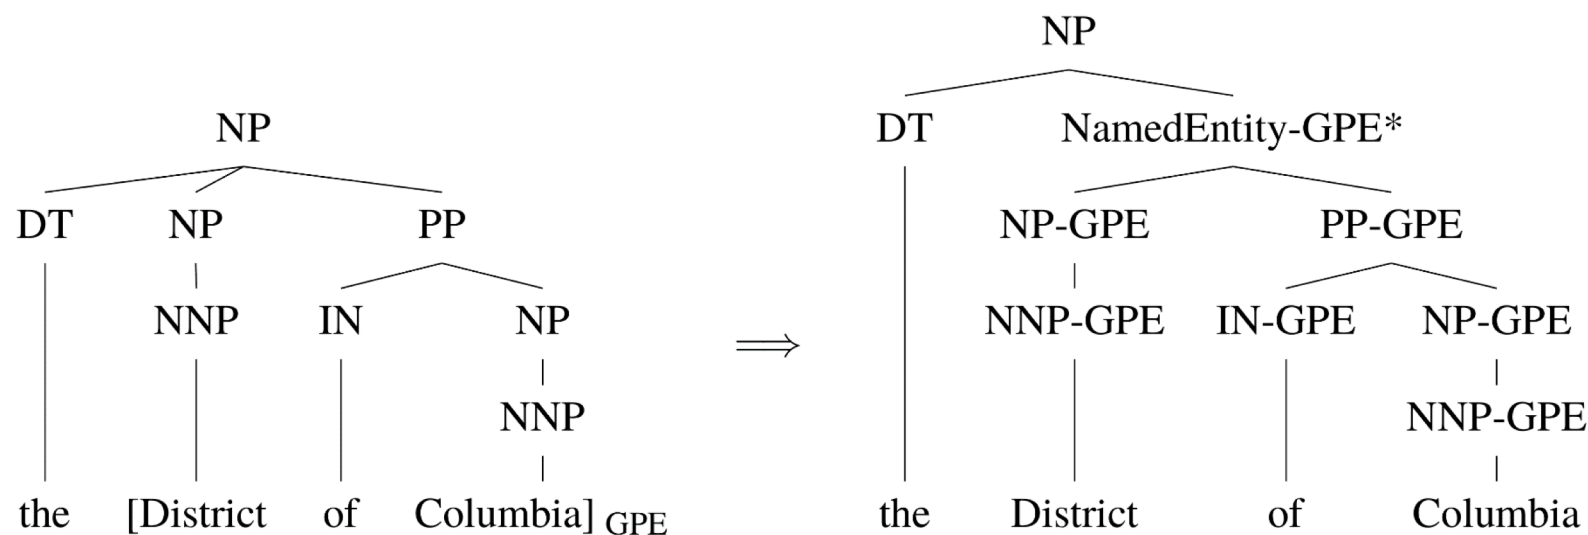 NP
DT NP PP
NNP IN NP
NNP
the [District of Columbia] GPE
⟹
NP
DT NamedEntity-GPE*
NP-GPE PP-GPE
NNP-GPE IN-GPE NP-GPE
NNP-GPE
the District of Columbia